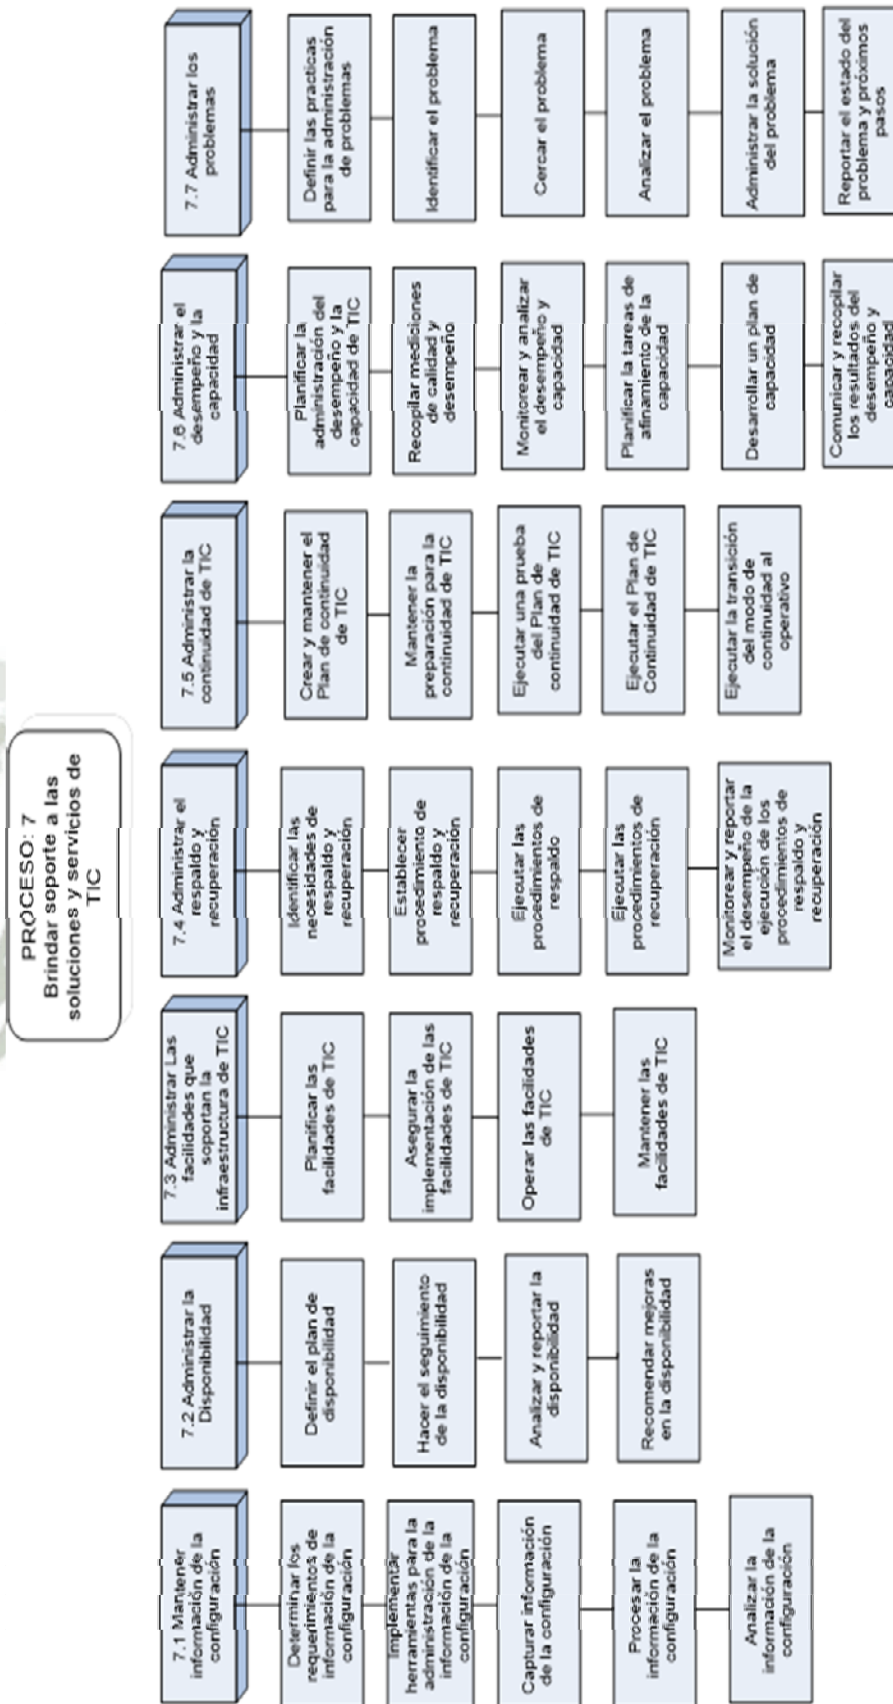 PROCESO: 7
Brindar soporte a las
soluciones y servicios de
TIC
7.1 Mantener
información de la
configuración
Determinar los
requerimientos de
información de la
configuración
Implementar
herramientas para la
administración de la
información de la
configuración
Capturar información
de la configuración
Procesar la
información de la
configuración
Analizar la
información de la
configuración
7.2 Administrar la
Disponibilidad
Definir el plan de
disponibilidad
Hacer el seguimiento
de la disponibilidad
Analizar y reportar la
disponibilidad
Recomendar mejoras
en la disponibilidad
7.3 Administrar Las
facilidades que
soportan la
infraestructura de TIC
Planificar las
facilidades de TIC
Asegurar la
implementación de las
facilidades de TIC
Operar las facilidades
de TIC
Mantener las
facilidades de TIC
7.4 Administrar el
respaldo y
recuperación
Identificar las
necesidades de
respaldo y
recuperación
Establecer
procedimiento de
respaldo y
recuperación
Ejecutar las
procedimientos de
respaldo
Ejecutar las
procedimientos de
recuperación
Monitorear y reportar
el desempeño de la
ejecución de los
procedimientos de
respaldo y
recuperación
7.5 Administrar la
continuidad de TIC
Crear y mantener el
Plan de continuidad
de TIC
Mantener la
preparación para la
continuidad de TIC
Ejecutar una prueba
del Plan de
continuidad de TIC
Ejecutar el Plan de
Continuidad de TIC
Ejecutar la transición
del modo de
continuidad al
operativo
7.6 Administrar el
desempeño y la
capacidad
Planificar la
administración del
desempeño y la
capacidad de TIC
Recopilar mediciones
de calidad y
desempeño
Monitorear y analizar
el desempeño y
capacidad
Planificar la tareas de
afinamiento de la
capacidad
Desarrollar un plan de
capacidad
Comunicar y recopilar
los resultados del
desempeño y
capacidad
7.7 Administrar los
problemas
Definir las practicas
para la administración
de problemas
Identificar el problema
Cercar el problema
Analizar el problema
Administrar la solución
del problema
Reportar el estado del
problema y próximos
pasos